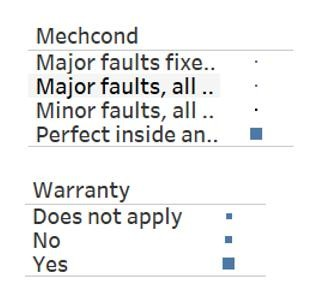 Mechcond
Major faults fixe..
Major faults, all ..
Minor faults, all ..
Perfect inside an..
Warranty
Does not apply
No
Yes